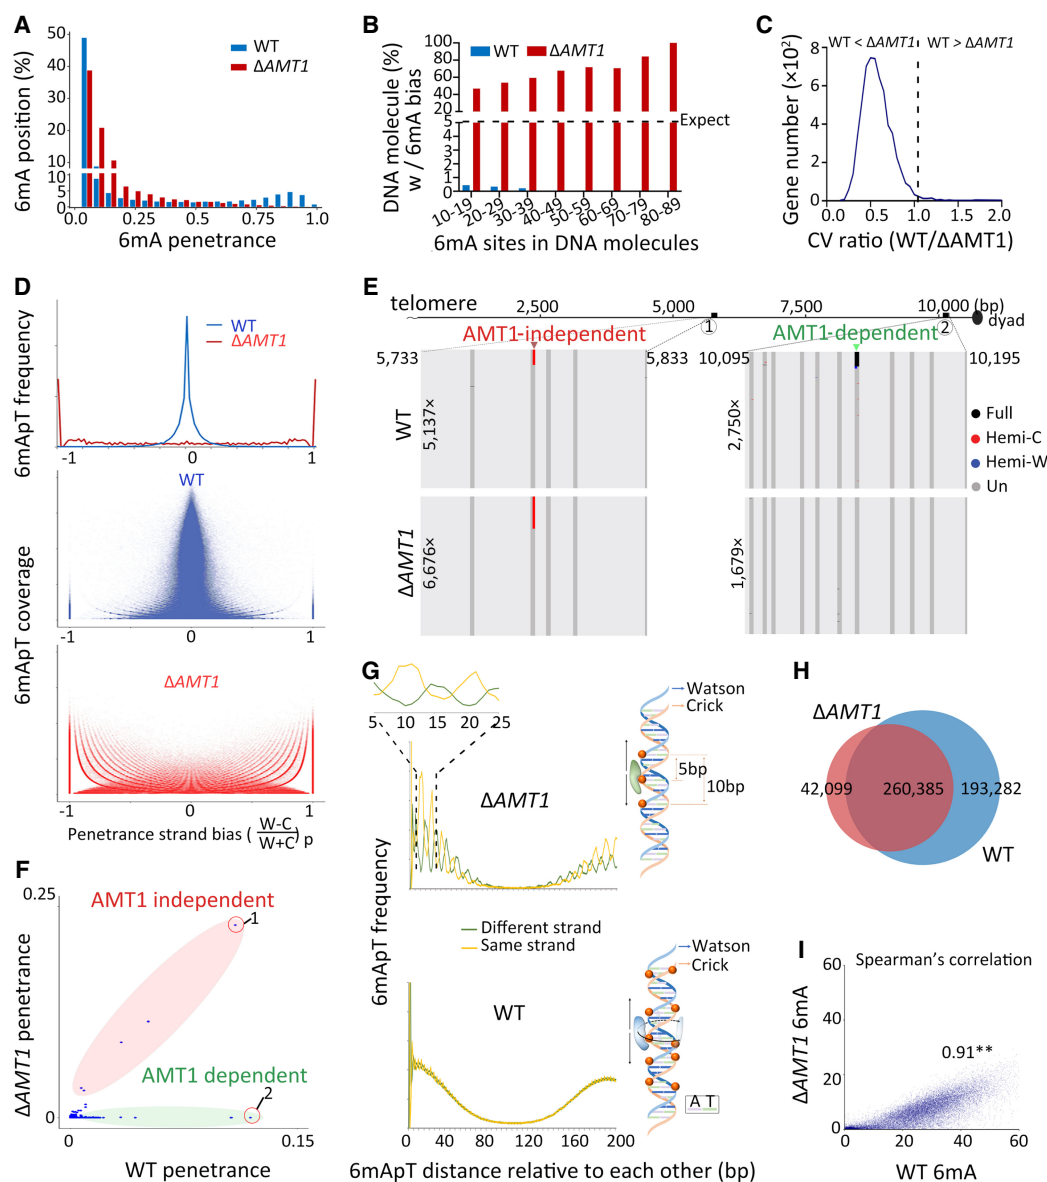 A
50
40
30
20
10
10
5
0
6mA position (%)
WT
ΔAMT1
0.0
0.25
0.5
0.75
1.0
6mA penetrance
B
100
80
60
40
20
5
4
3
2
1
0
DNA molecule (%)
w / 6mA bias
WT
ΔAMT1
Expect
10-19
20-29
30-39
40-49
50-59
60-69
70-79
80-89
6mA sites in DNA molecules
C
WT < ΔAMT1
WT > ΔAMT1
8
6
4
2
0
Gene number (×10²)
0.0
0.5
1.0
1.5
2.0
CV ratio (WT/ΔAMT1)
D
6mApT frequency
WT
ΔAMT1
-1
0
1
6mApT coverage
WT
-1
0
1
ΔAMT1
-1
0
1
Penetrance strand bias (W-C/W+C) p
E
telomere
2,500
5,000
7,500
10,000 (bp)
1
2
dyad
AMT1-independent
AMT1-dependent
5,733
5,833
10,095
10,195
WT
5,137×
2,750×
ΔAMT1
6,676×
1,679×
Full
Hemi-C
Hemi-W
Un
F
0.25
0
ΔAMT1 penetrance
AMT1 independent
1
AMT1 dependent
2
0
0.15
WT penetrance
G
5
10
15
20
25
ΔAMT1
Watson
Crick
5bp
10bp
6mApT frequency
Different strand
Same strand
WT
Watson
Crick
A T
0
40
80
120
160
200
6mApT distance relative to each other (bp)
H
ΔAMT1
42,099
260,385
193,282
WT
I
60
40
20
0
ΔAMT1 6mA
Spearman's correlation
0.91**
0
20
40
60
WT 6mA